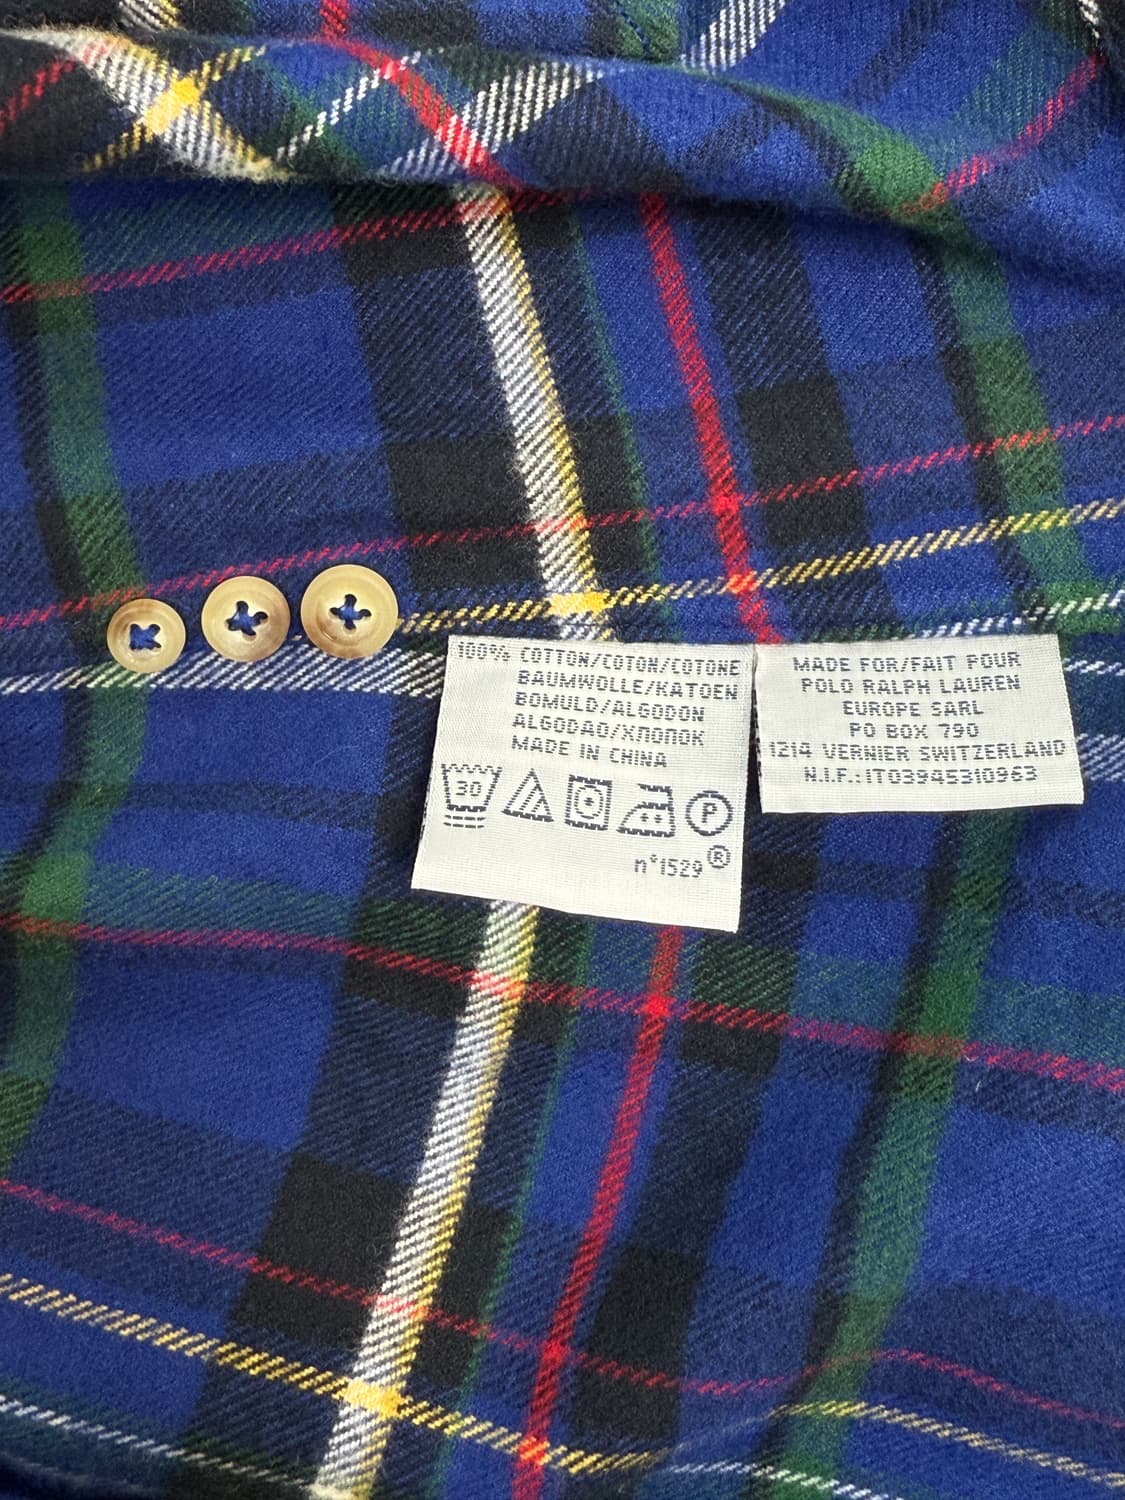 100% COTTON/COTON/COTONE
BAUMWOLLE/KATOEN
BOMULD/ALGODON
ALGODAO/ХЛОПОК
MADE IN CHINA
30
P
n°1529®
MADE FOR/FAIT POUR
POLO RALPH LAUREN
EUROPE SARL
PO BOX 790
1214 VERNIER SWITZERLAND
N.I.F.:IT03945310963